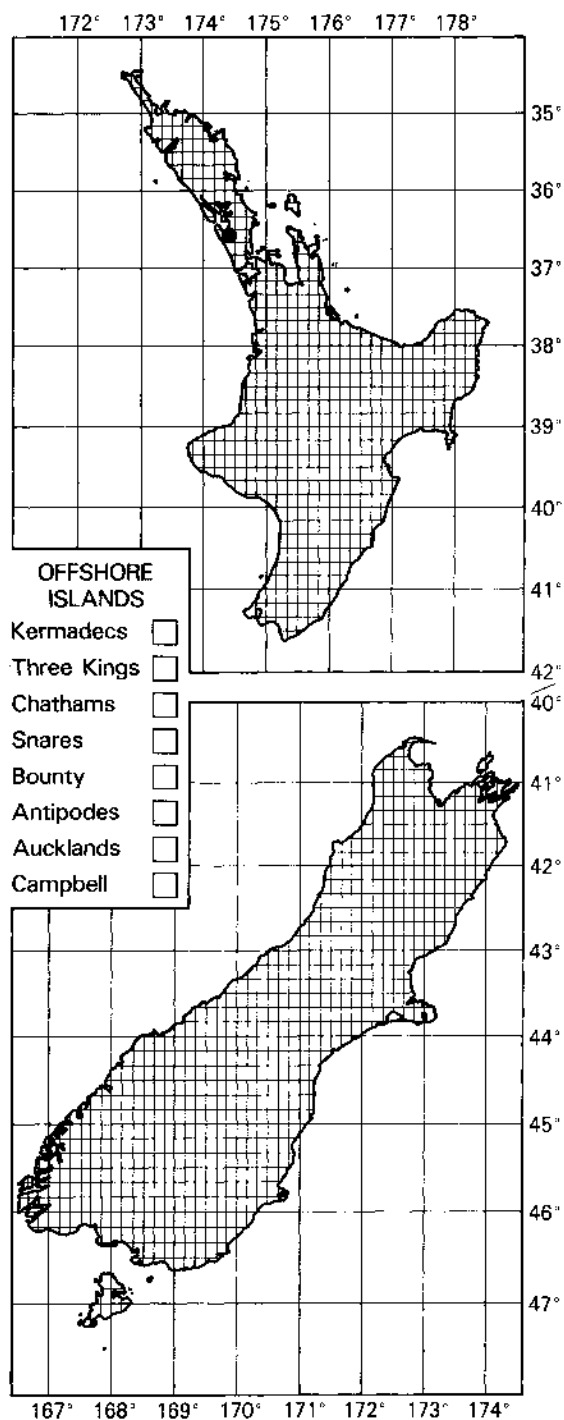 172° 173° 174° 175° 176° 177° 178°
35°
36°
37°
38°
39°
40°
41°
42°
OFFSHORE
ISLANDS
Kermadecs
Three Kings
Chathams
Snares
Bounty
Antipodes
Aucklands
Campbell
40°
41°
42°
43°
44°
45°
46°
47°
167° 168° 169° 170° 171° 172° 173° 174°